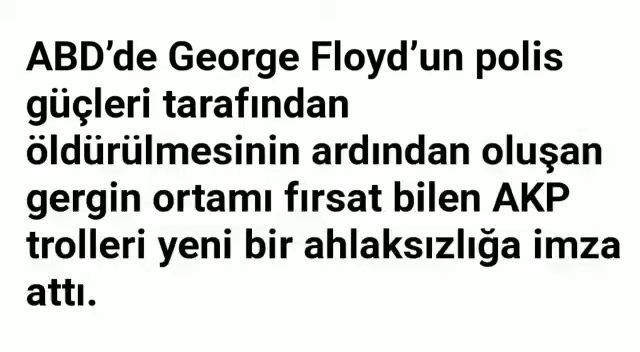 ABD’de George Floyd’un polis
güçleri tarafından
öldürülmesinin ardından oluşan
gergin ortamı fırsat bilen AKP
trolleri yeni bir ahlaksızlığa imza
attı.